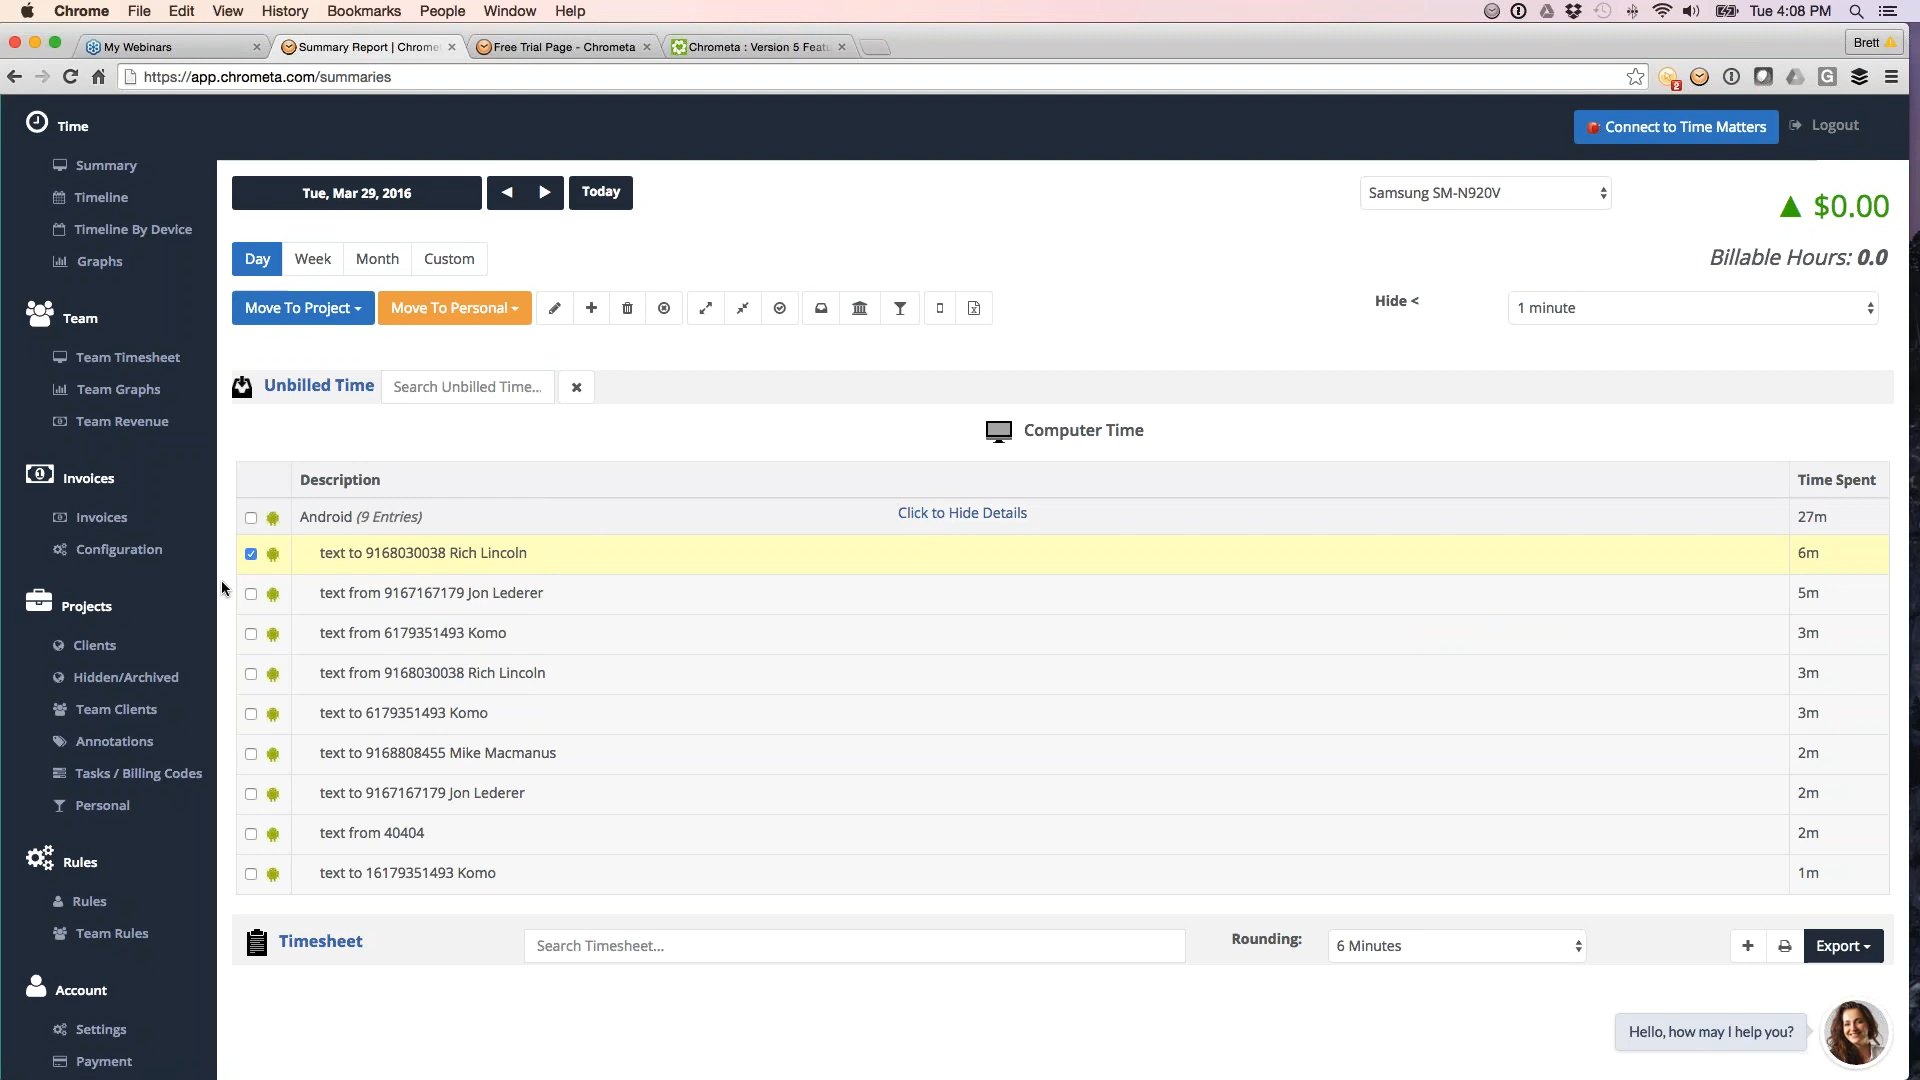 Chrome File Edit View History Bookmarks People Window Help Tue 4:08 PM
My Webinars Summary Report | Chrome Free Trial Page - Chrometa Chrometa : Version 5 Feat Brett
https://app.chrometa.com/summaries 2 G
Time Connect to Time Matters Logout
Summary
Timeline
Timeline By Device
Graphs
Team
Team Timesheet
Team Graphs
Team Revenue
Invoices
Invoices
Configuration
Projects
Clients
Hidden/Archived
Team Clients
Annotations
Tasks / Billing Codes
Personal
Rules
Rules
Team Rules
Account
Settings
Payment
Tue, Mar 29, 2016 Today Samsung SM-N920V $0.00
Day Week Month Custom Billable Hours: 0.0
Move To Project Move To Personal Hide < 1 minute
Unbilled Time Search Unbilled Time...
Computer Time
Description Time Spent
Android (9 Entries) Click to Hide Details 27m
text to 9168030038 Rich Lincoln 6m
text from 9167167179 Jon Lederer 5m
text from 6179351493 Komo 3m
text from 9168030038 Rich Lincoln 3m
text to 6179351493 Komo 3m
text to 9168808455 Mike Macmanus 2m
text to 9167167179 Jon Lederer 2m
text from 40404 2m
text to 16179351493 Komo 1m
Timesheet Search Timesheet... Rounding: 6 Minutes Export
Hello, how may I help you?